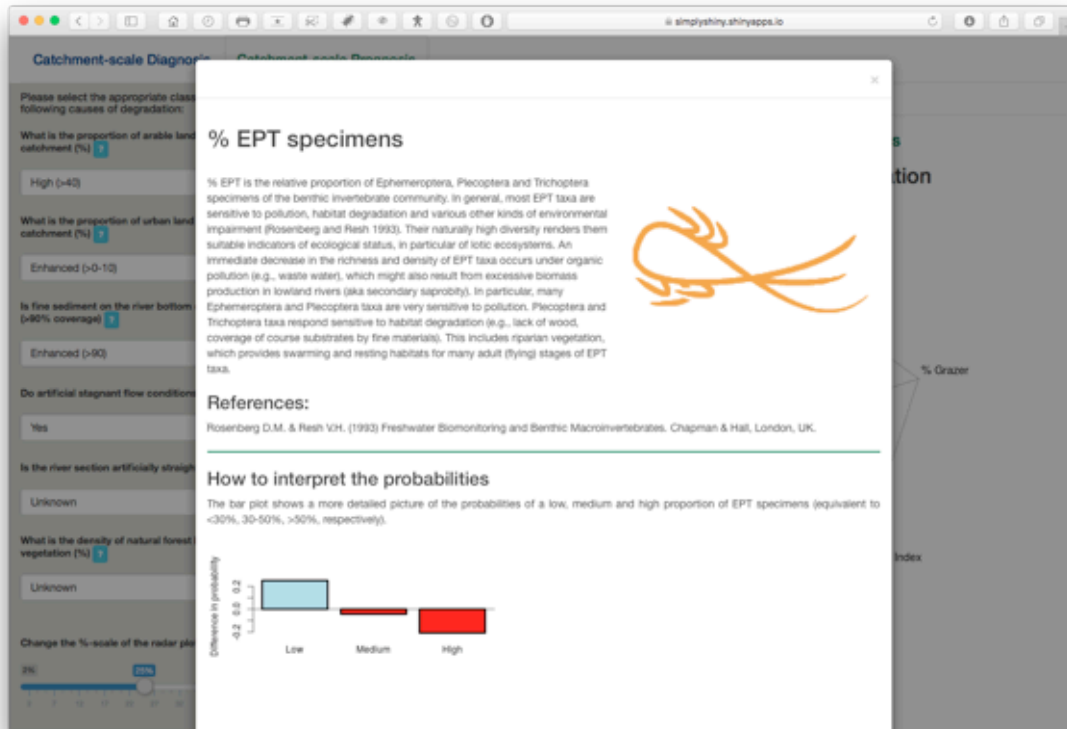 simplyshiny.shinyapps.io
Catchment-scale Diagnosis
Catchment-scale Prognosis
×
Please select the appropriate class
following causes of degradation:
What is the proportion of arable land
catchment (%) ?
High (>40)
What is the proportion of urban land
catchment (%) ?
Enhanced (>0-10)
Is fine sediment on the river bottom
(>90% coverage) ?
Enhanced (>90)
Do artificial stagnant flow conditions
Yes
Is the river section artificially straigh
Unknown
What is the density of natural forest
vegetation (%) ?
Unknown
Change the %-scale of the radar plo
25%
% EPT specimens
% EPT is the relative proportion of Ephemeroptera, Plecoptera and Trichoptera
specimens of the benthic invertebrate community. In general, most EPT taxa are
sensitive to pollution, habitat degradation and various other kinds of environmental
impairment (Rosenberg and Resh 1993). Their naturally high diversity renders them
suitable indicators of ecological status, in particular of lotic ecosystems. An
immediate decrease in the richness and density of EPT taxa occurs under organic
pollution (e.g., waste water), which might also result from excessive biomass
production in lowland rivers (aka secondary saprobity). In particular, many
Ephemeroptera and Plecoptera taxa are very sensitive to pollution. Plecoptera and
Trichoptera taxa respond sensitive to habitat degradation (e.g., lack of wood,
coverage of course substrates by fine materials). This includes riparian vegetation,
which provides swarming and resting habitats for many adult (flying) stages of EPT
taxa.
References:
Rosenberg D.M. & Resh V.H. (1993) Freshwater Biomonitoring and Benthic Macroinvertebrates. Chapman & Hall, London, UK.
How to interpret the probabilities
The bar plot shows a more detailed picture of the probabilities of a low, medium and high proportion of EPT specimens (equivalent to
<30%, 30-50%, >50%, respectively).
Difference in probability
0.2
0.0
-0.2
Low
Medium
High
s
tion
% Grazer
Index